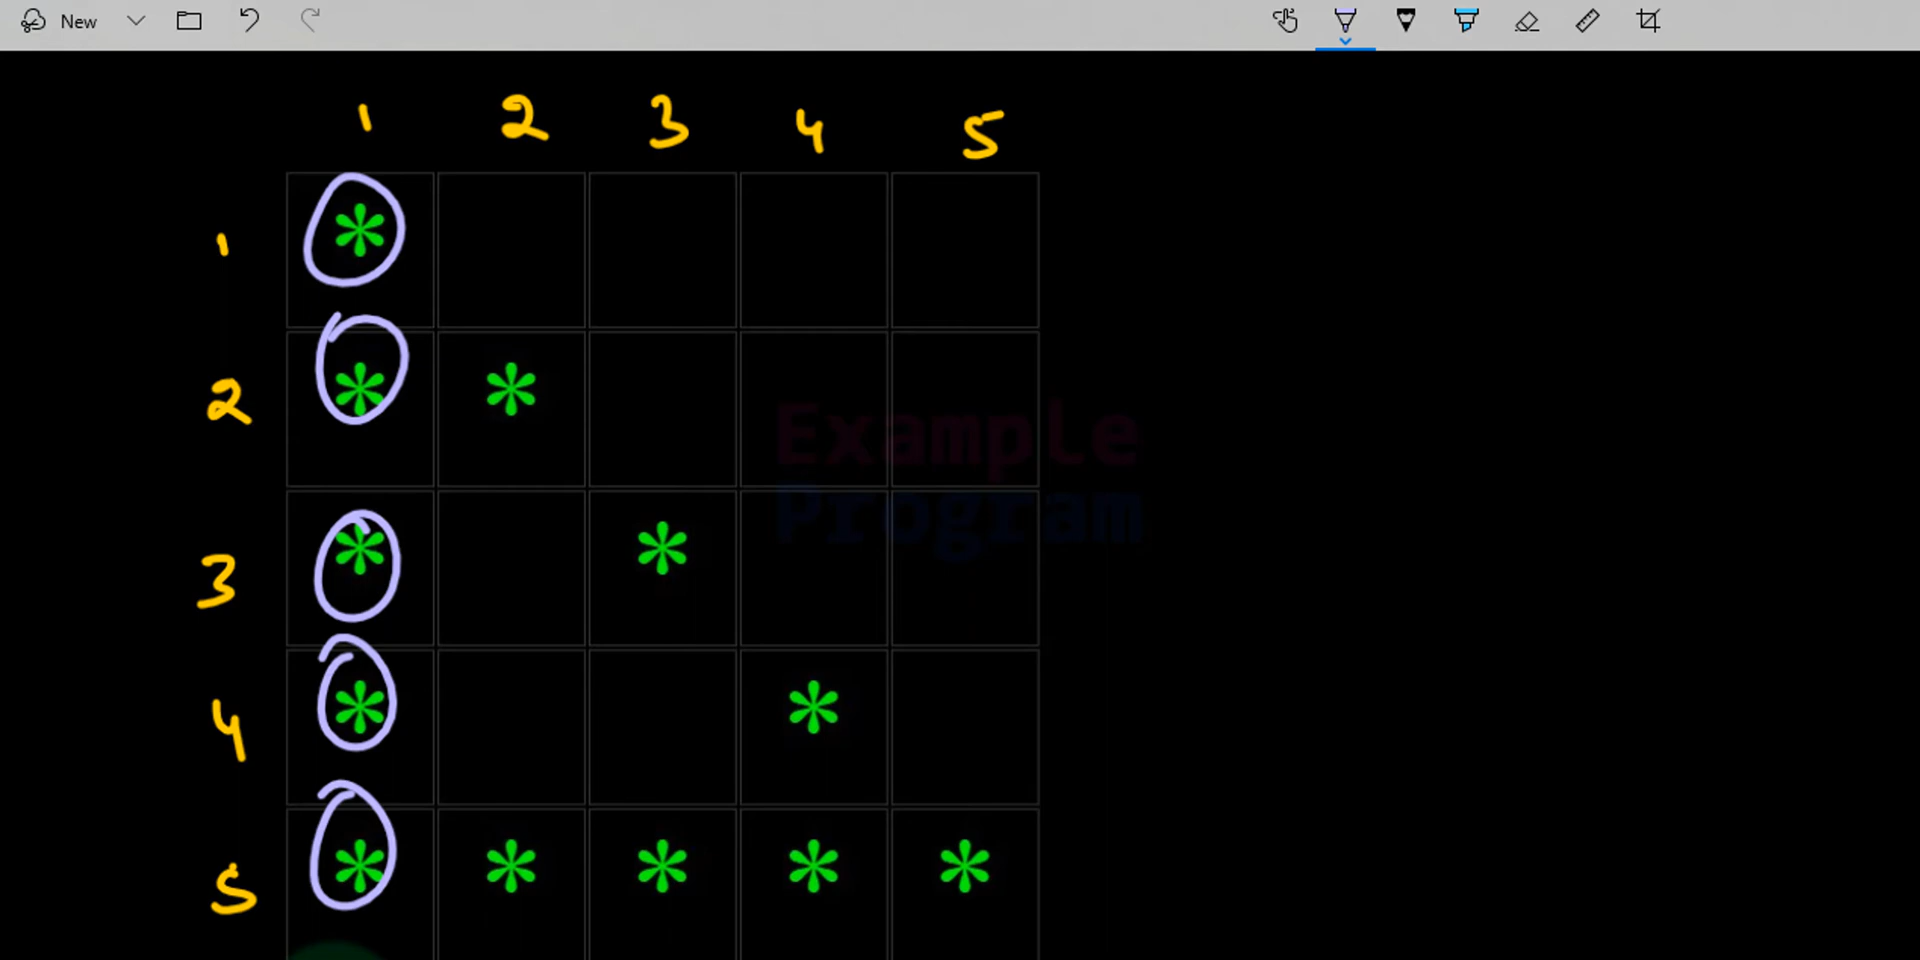 New
1 2 3 4 5
1 *
2 * *
Example
Program
3 * *
4 * *
5 * * * * *